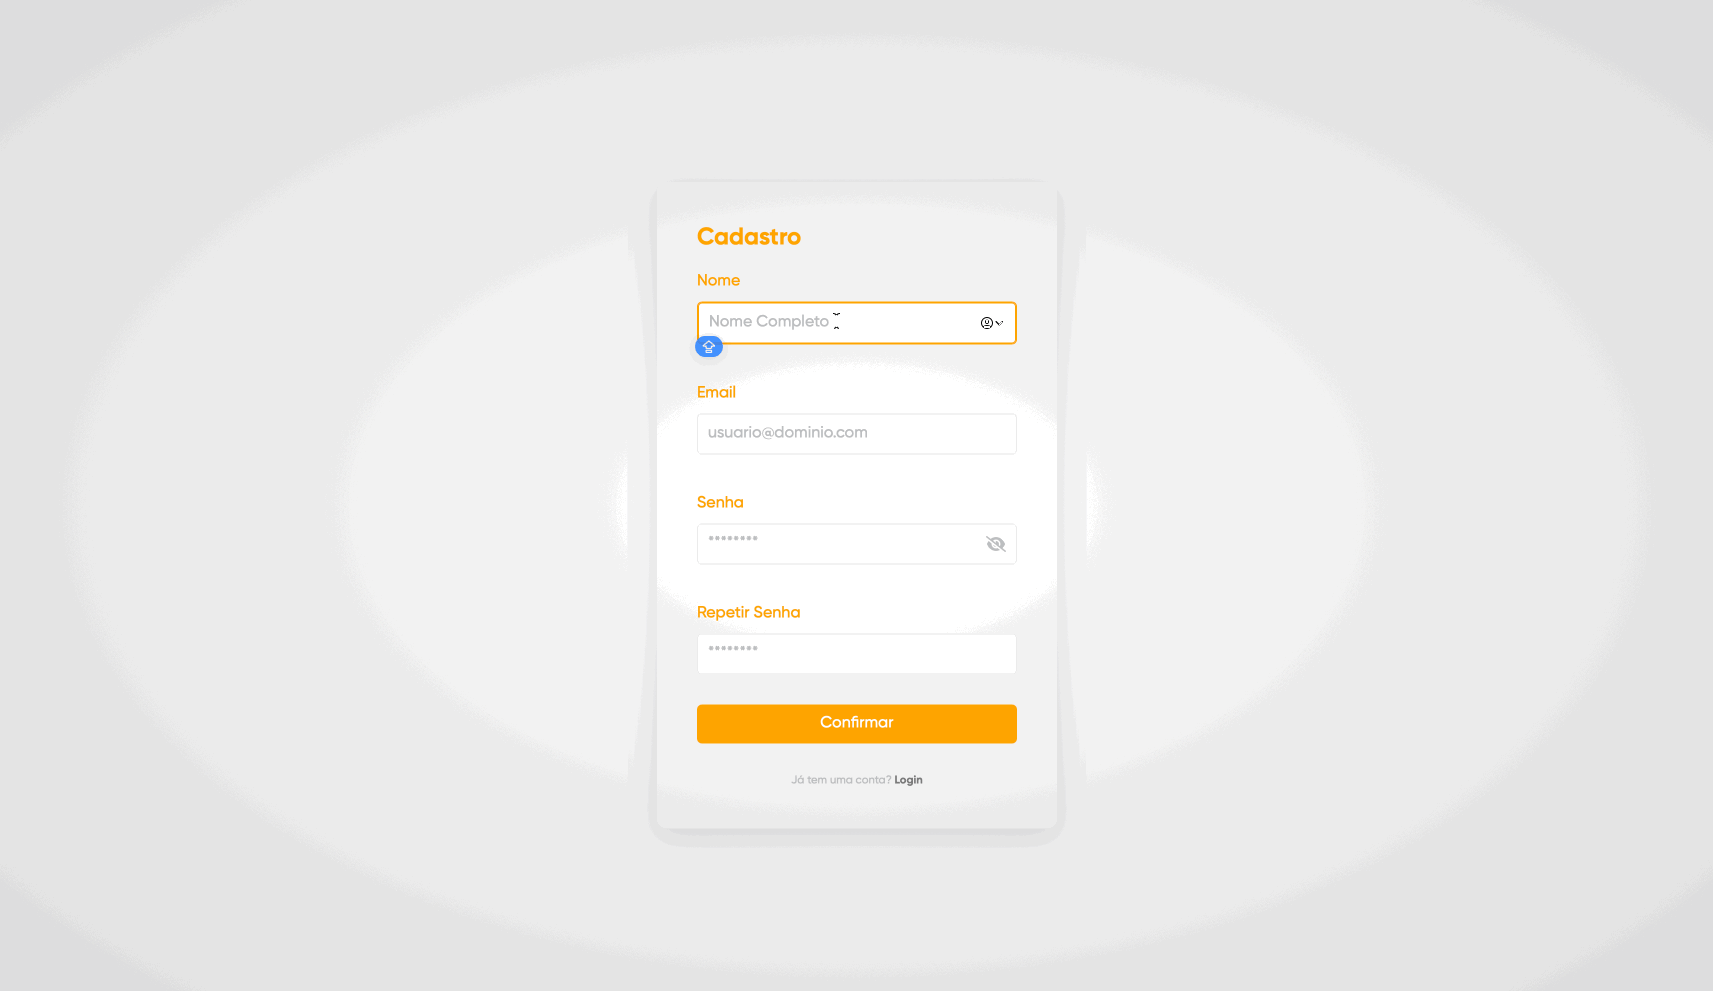 Cadastro
Nome
Nome Completo
Email
usuario@dominio.com
Senha
••••••••
Repetir Senha
••••••••
Confirmar
Já tem uma conta? Login